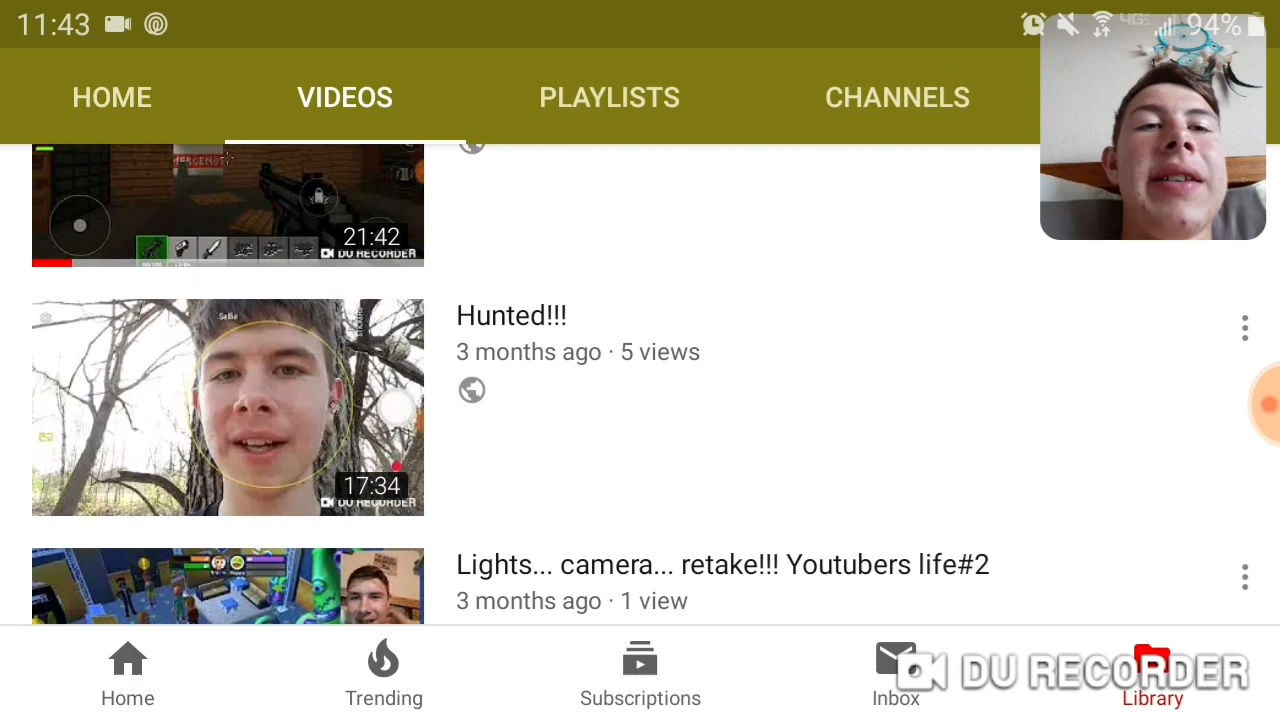 11:43
4G
94%
HOME VIDEOS PLAYLISTS CHANNELS
21:42
DU RECORDER
Hunted!!!
3 months ago · 5 views
Selfie
17:34
DU RECORDER
Lights... camera... retake!!! Youtubers life#2
3 months ago · 1 view
Home Trending Subscriptions Inbox Library
DU RECORDER